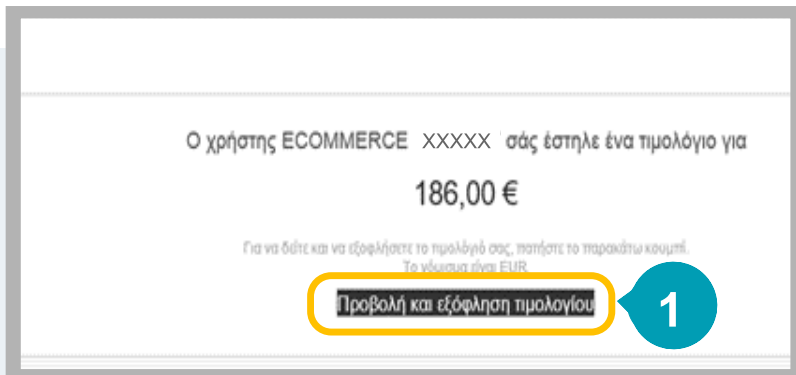 Ο χρήστης ECOMMERCE XXXXX σάς έστηλε ένα τιμολόγιο για
186,00 €
Για να δείτε και να εξοφλήσετε το τιμολόγιό σας, πατήστε το παρακάτω κουμπί.
Το νόμισμα είναι EUR
Προβολή και εξόφληση τιμολογίου
1